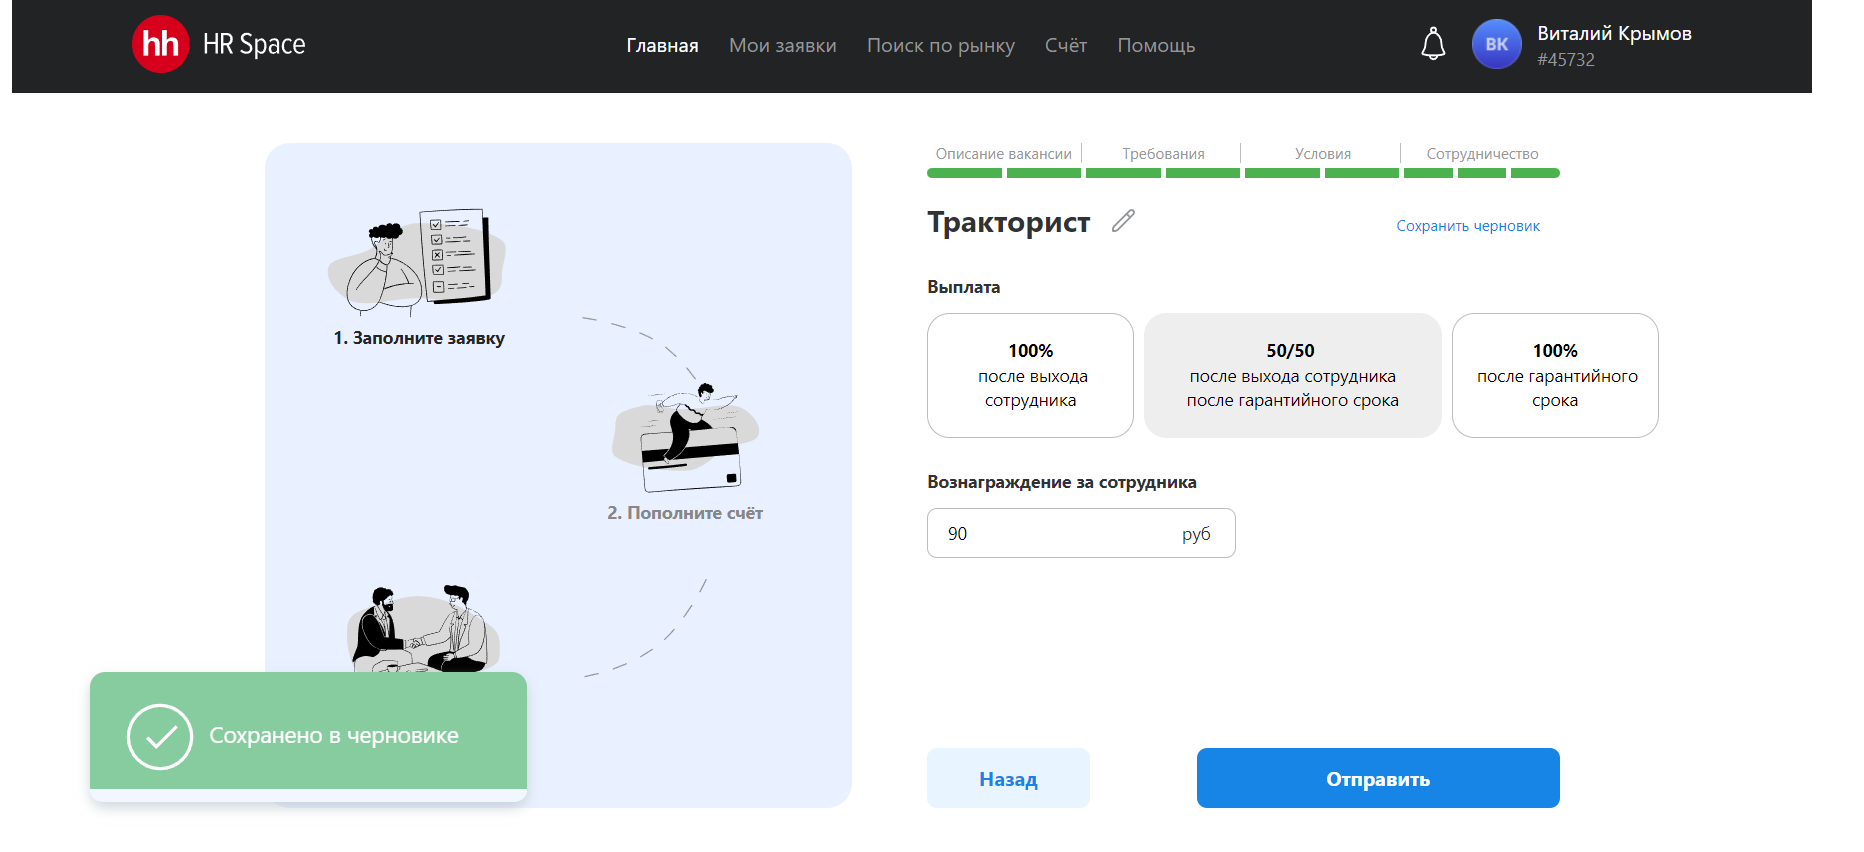 hh HR Space
Главная Мои заявки Поиск по рынку Счёт Помощь
ВК
Виталий Крымов
#45732
Описание вакансии Требования Условия Сотрудничество
Тракторист
Сохранить черновик
1. Заполните заявку
2. Пополните счёт
Выплата
100%
после выхода
сотрудника
50/50
после выхода сотрудника
после гарантийного срока
100%
после гарантийного
срока
Вознаграждение за сотрудника
90 руб
Сохранено в черновике
Назад
Отправить